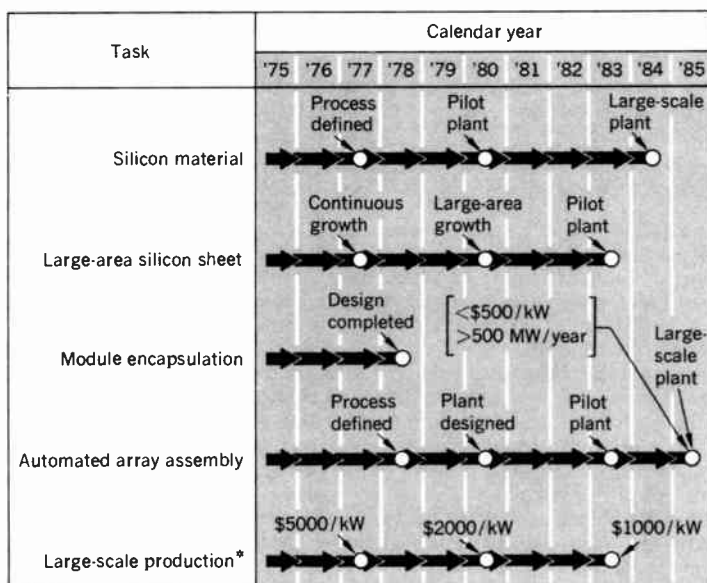 Task
Calendar year
'75 '76 '77 '78 '79 '80 '81 '82 '83 '84 '85
Silicon material
Process
defined
Pilot
plant
Large-scale
plant
Large-area silicon sheet
Continuous
growth
Large-area
growth
Pilot
plant
Module encapsulation
Design
completed
<$500/kW
>500 MW/year
Large-
scale
plant
Automated array assembly
Process
defined
Plant
designed
Pilot
plant
Large-scale production*
$5000/kW
$2000/kW
$1000/kW